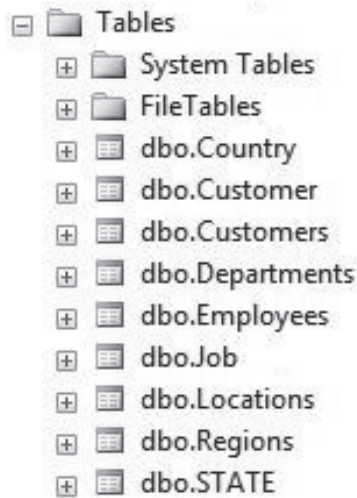 Tables
System Tables
FileTables
dbo.Country
dbo.Customer
dbo.Customers
dbo.Departments
dbo.Employees
dbo.Job
dbo.Locations
dbo.Regions
dbo.STATE